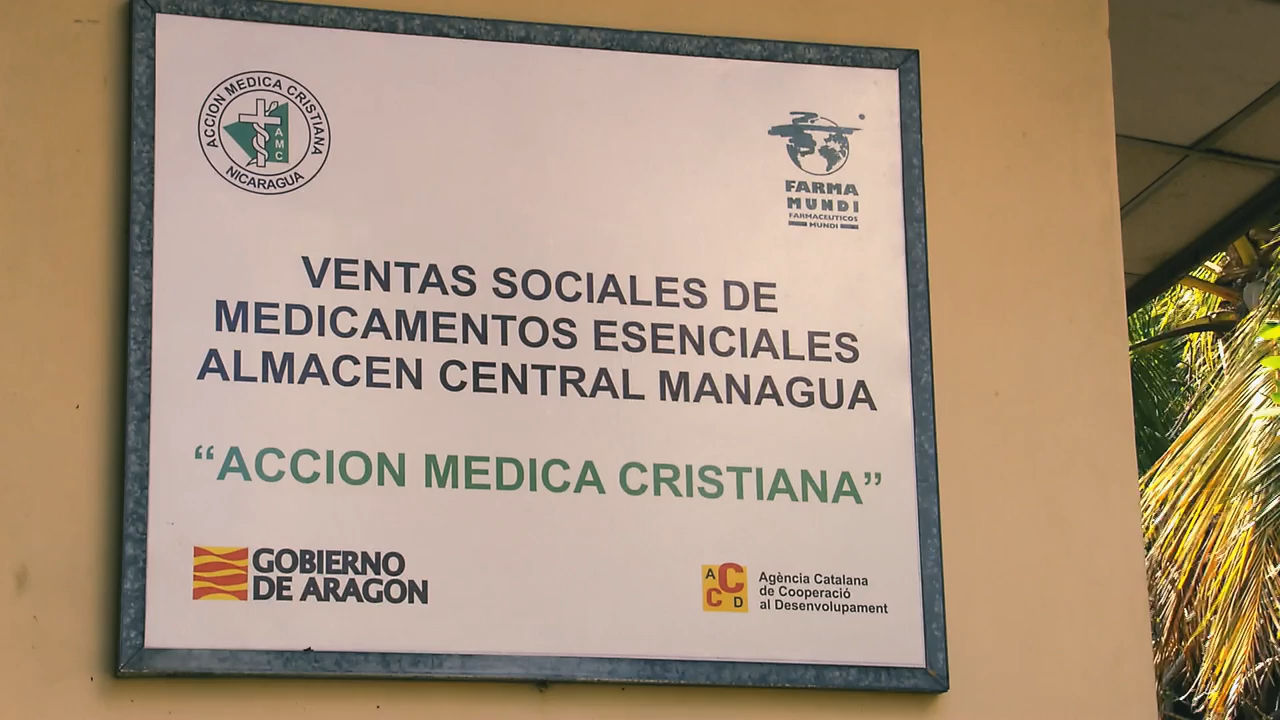 ACCION MEDICA CRISTIANA
AMC
NICARAGUA
FARMA
MUNDI
FARMACEUTICOS
MUNDI
VENTAS SOCIALES DE
MEDICAMENTOS ESENCIALES
ALMACEN CENTRAL MANAGUA
“ACCION MEDICA CRISTIANA”
GOBIERNO
DE ARAGON
ACCD
Agència Catalana
de Cooperació
al Desenvolupament